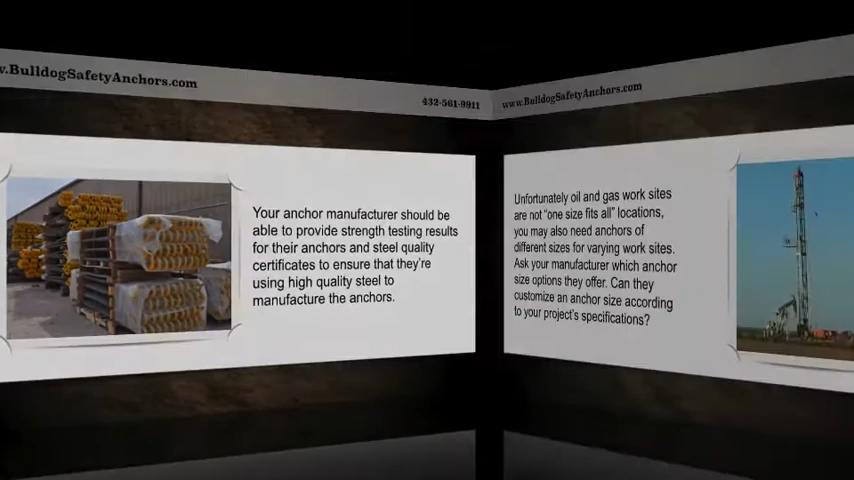 w.BulldogSafetyAnchors.com
432-561-9911
www.BulldogSafetyAnchors.com
Your anchor manufacturer should be
able to provide strength testing results
for their anchors and steel quality
certificates to ensure that they're
using high quality steel to
manufacture the anchors.
Unfortunately oil and gas work sites
are not "one size fits all" locations,
you may also need anchors of
different sizes for varying work sites.
Ask your manufacturer which anchor
size options they offer. Can they
customize an anchor size according
to your project's specifications?